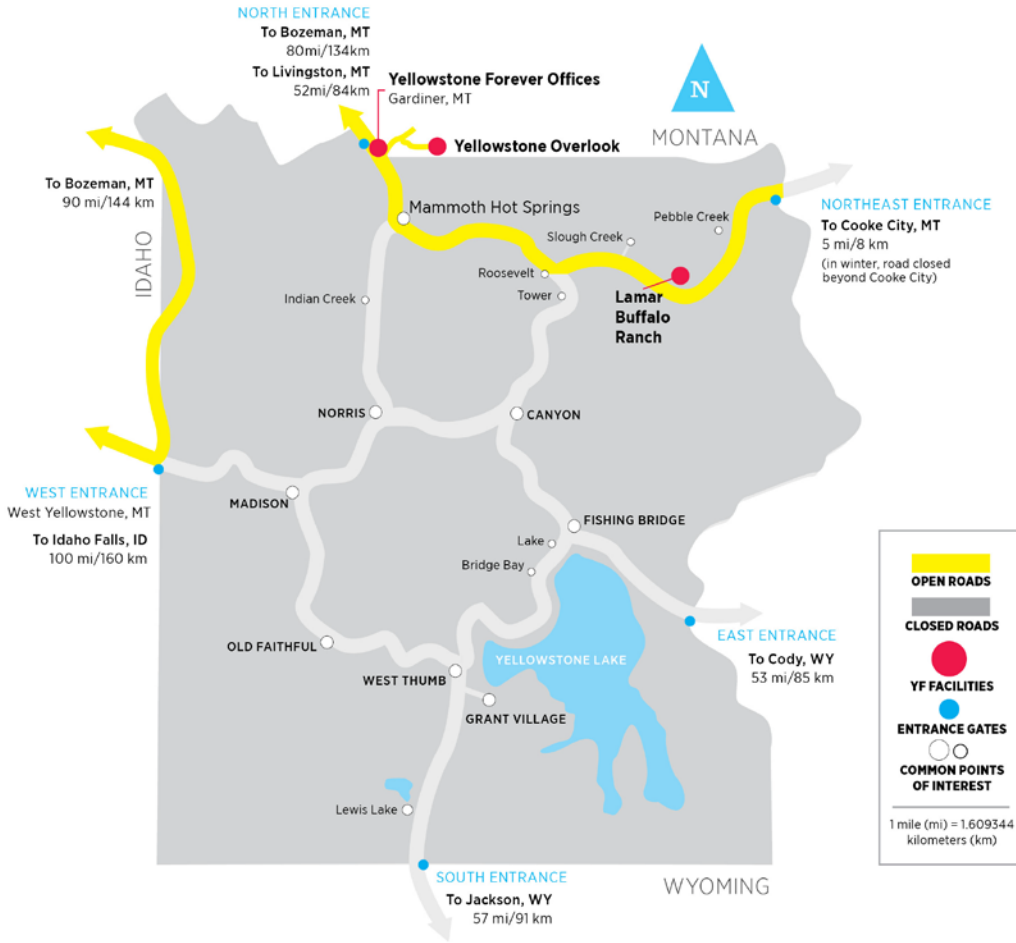 NORTH ENTRANCE
To Bozeman, MT
80mi/134km
To Livingston, MT
52mi/84km
Yellowstone Forever Offices
Gardiner, MT
N
MONTANA
Yellowstone Overlook
To Bozeman, MT
90 mi/144 km
IDAHO
Mammoth Hot Springs
Pebble Creek
Slough Creek
NORTHEAST ENTRANCE
To Cooke City, MT
5 mi/8 km
(in winter, road closed
beyond Cooke City)
Roosevelt
Indian Creek
Tower
Lamar
Buffalo
Ranch
NORRIS
CANYON
WEST ENTRANCE
West Yellowstone, MT
To Idaho Falls, ID
100 mi/160 km
MADISON
FISHING BRIDGE
Lake
Bridge Bay
OLD FAITHFUL
WEST THUMB
YELLOWSTONE LAKE
GRANT VILLAGE
EAST ENTRANCE
To Cody, WY
53 mi/85 km
Lewis Lake
SOUTH ENTRANCE
To Jackson, WY
57 mi/91 km
WYOMING
OPEN ROADS
CLOSED ROADS
YF FACILITIES
ENTRANCE GATES
COMMON POINTS
OF INTEREST
1 mile (mi) = 1.609344
kilometers (km)